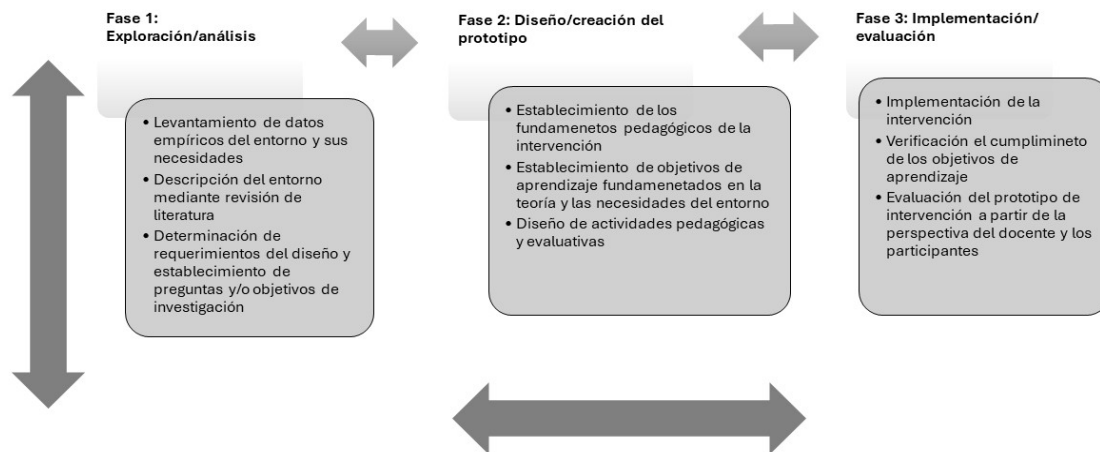 Fase 1:
Exploración/análisis
• Levantamiento de datos
empíricos del entorno y sus
necesidades
• Descripción del entorno
mediante revisión de
literatura
• Determinación de
requerimientos del diseño y
establecimiento de
preguntas y/o objetivos de
investigación
Fase 2: Diseño/creación del
prototipo
• Establecimiento de los
fundamenetos pedagógicos de la
intervención
• Establecimiento de objetivos de
aprendizaje fundamenetados en la
teoría y las necesidades del entorno
• Diseño de actividades pedagógicas
y evaluativas
Fase 3: Implementación/
evaluación
• Implementación de la
intervención
• Verificación el cumplimineto
de los objetivos de
aprendizaje
• Evaluación del prototipo de
intervención a partir de la
perspectiva del docente y los
participantes